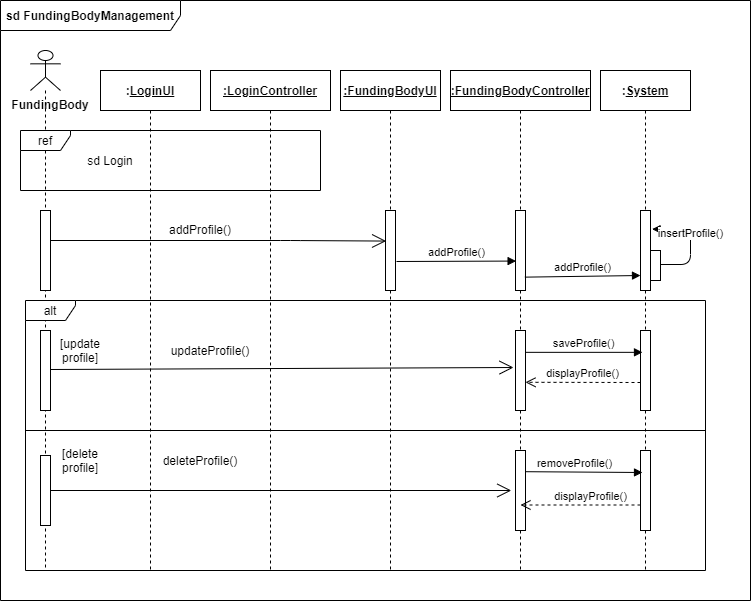 sd FundingBodyManagement
FundingBody
:LoginUI
:LoginController
:FundingBodyUI
:FundingBodyController
:System
ref
sd Login
addProfile()
insertProfile()
addProfile()
addProfile()
alt
[update
profile]
updateProfile()
saveProfile()
displayProfile()
[delete
profile]
deleteProfile()
removeProfile()
displayProfile()